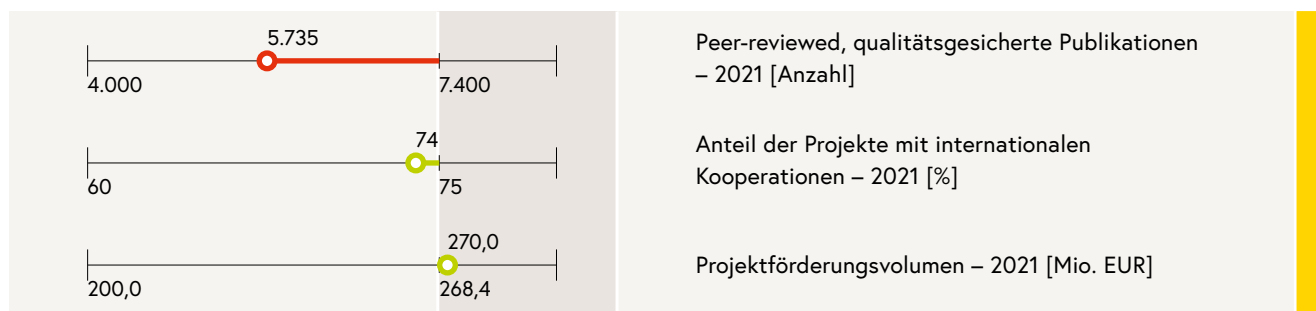 5.735
4.000 7.400
Peer-reviewed, qualitätsgesicherte Publikationen
– 2021 [Anzahl]
74
60 75
Anteil der Projekte mit internationalen
Kooperationen – 2021 [%]
270,0
200,0 268,4
Projektförderungsvolumen – 2021 [Mio. EUR]